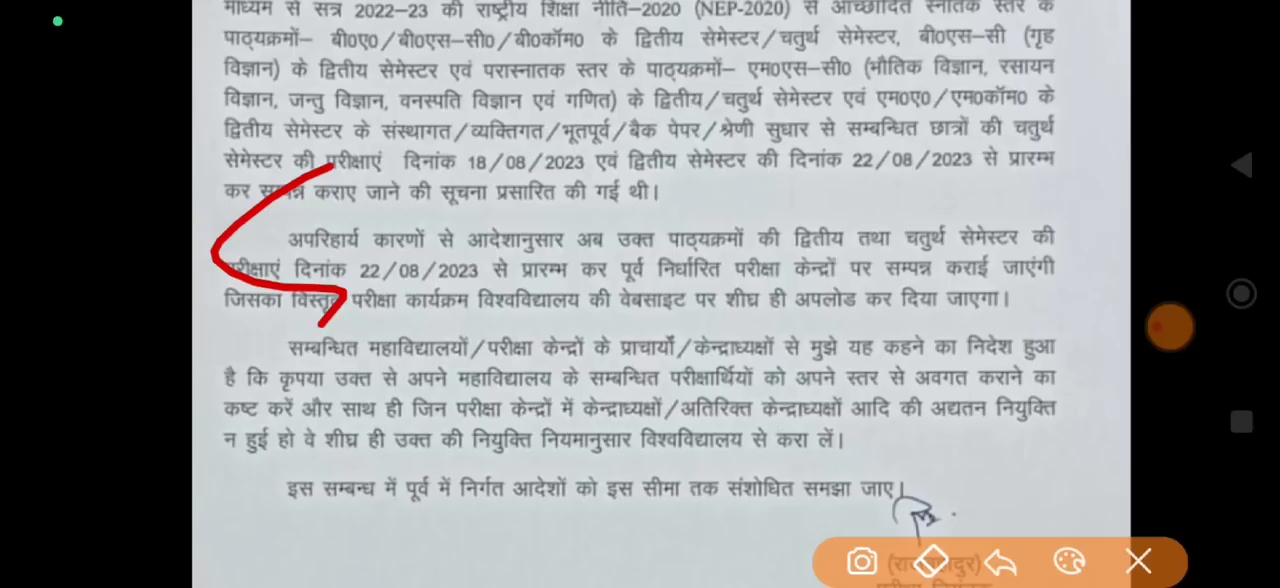 माध्यम से सत्र 2022–23 की राष्ट्रीय शिक्षा नीति–2020 (NEP-2020) से आच्छादित स्नातक स्तर के
पाठ्यक्रमों– बी0ए0/बी0एस–सी0/बी0कॉम0 के द्वितीय सेमेस्टर/चतुर्थ सेमेस्टर, बी0एस–सी (गृह
विज्ञान) के द्वितीय सेमेस्टर एवं परास्नातक स्तर के पाठ्यक्रमों– एम0एस–सी0 (भौतिक विज्ञान, रसायन
विज्ञान, जन्तु विज्ञान, वनस्पति विज्ञान एवं गणित) के द्वितीय/चतुर्थ सेमेस्टर एवं एम0ए0/एम0कॉम0 के
द्वितीय सेमेस्टर के संस्थागत/व्यक्तिगत/भूतपूर्व/बैक पेपर/श्रेणी सुधार से सम्बन्धित छात्रों की चतुर्थ
सेमेस्टर की परीक्षाएं दिनांक 18/08/2023 एवं द्वितीय सेमेस्टर की दिनांक 22/08/2023 से प्रारम्भ
कर सम्पन्न कराए जाने की सूचना प्रसारित की गई थी।
अपरिहार्य कारणों से आदेशानुसार अब उक्त पाठ्यक्रमों की द्वितीय तथा चतुर्थ सेमेस्टर की
परीक्षाएं दिनांक 22/08/2023 से प्रारम्भ कर पूर्व निर्धारित परीक्षा केन्द्रों पर सम्पन्न कराई जाएंगी
जिसका विस्तृत परीक्षा कार्यक्रम विश्वविद्यालय की वेबसाइट पर शीघ्र ही अपलोड कर दिया जाएगा।
सम्बन्धित महाविद्यालयों/परीक्षा केन्द्रों के प्राचार्यों/केन्द्राध्यक्षों से मुझे यह कहने का निदेश हुआ
है कि कृपया उक्त से अपने महाविद्यालय के सम्बन्धित परीक्षार्थियों को अपने स्तर से अवगत कराने का
कष्ट करें और साथ ही जिन परीक्षा केन्द्रों में केन्द्राध्यक्षों/अतिरिक्त केन्द्राध्यक्षों आदि की अद्यतन नियुक्ति
न हुई हो वे शीघ्र ही उक्त की नियुक्ति नियमानुसार विश्वविद्यालय से करा लें।
इस सम्बन्ध में पूर्व में निर्गत आदेशों को इस सीमा तक संशोधित समझा जाए।